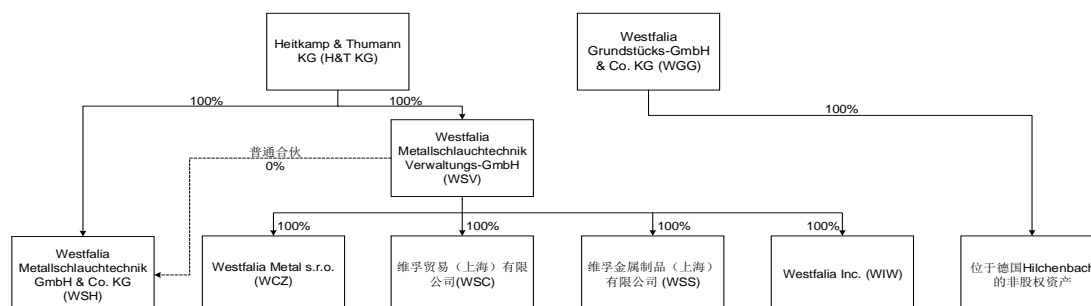 Heitkamp & Thumann
KG (H&T KG)
Westfalia
Grundstücks-GmbH
& Co. KG (WGG)
100%
100%
100%
Westfalia
Metallschlauchtechnik
Verwaltungs-GmbH
(WSV)
普通合伙
0%
100%
100%
100%
100%
Westfalia
Metallschlauchtechnik
GmbH & Co. KG
(WSH)
Westfalia Metal s.r.o.
(WCZ)
维孚贸易（上海）有限
公司(WSC)
维孚金属制品（上海）
有限公司 (WSS)
Westfalia Inc. (WIW)
位于德国Hilchenbach
的非股权资产